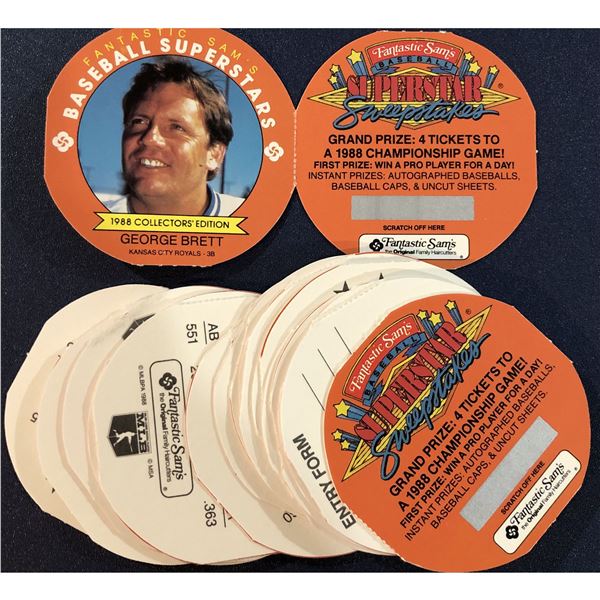 FANTASTIC SAM'S
BASEBALL SUPERSTARS
1988 COLLECTORS' EDITION
GEORGE BRETT
KANSAS CITY ROYALS - 3B
Fantastic Sam's
BASEBALL
SUPERSTAR
Sweepstakes
GRAND PRIZE: 4 TICKETS TO
A 1988 CHAMPIONSHIP GAME!
FIRST PRIZE: WIN A PRO PLAYER FOR A DAY!
INSTANT PRIZES: AUTOGRAPHED BASEBALLS,
BASEBALL CAPS, & UNCUT SHEETS.
SCRATCH OFF HERE
Fantastic Sam's
the Original Family Haircutters
AB
551
.363
© MLBPA 1988
© MSA
Fantastic Sam's
the Original Family Haircutters
ENTRY FORM
Fantastic Sam's
BASEBALL
SUPERSTAR
Sweepstakes
GRAND PRIZE: 4 TICKETS TO
A 1988 CHAMPIONSHIP GAME!
FIRST PRIZE: WIN A PRO PLAYER FOR A DAY!
INSTANT PRIZES: AUTOGRAPHED BASEBALLS,
BASEBALL CAPS, & UNCUT SHEETS.
SCRATCH OFF HERE
Fantastic Sam's
the Original Family Haircutters